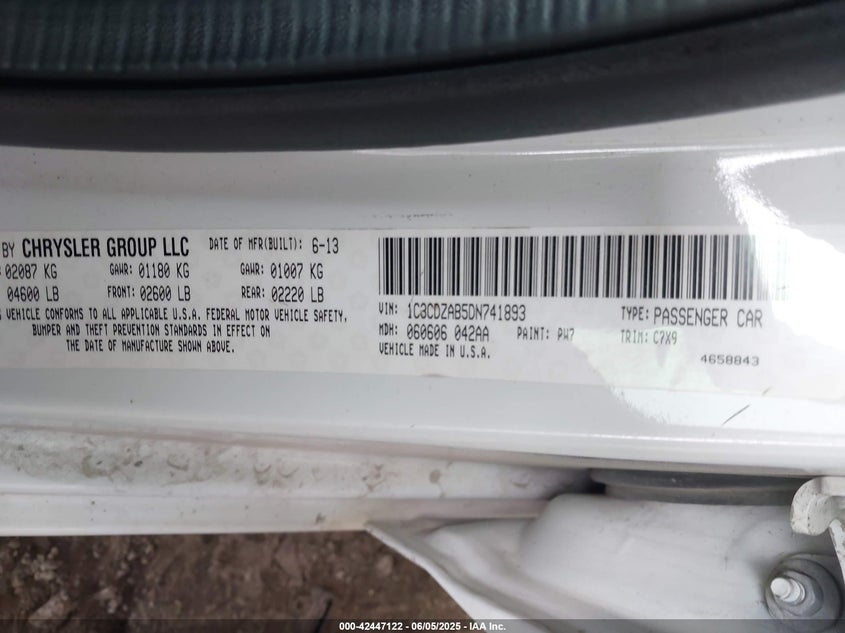 BY CHRYSLER GROUP LLC DATE OF MFR(BUILT): 6-13
02087 KG GAWR: 01180 KG GAWR: 01007 KG
04600 LB FRONT: 02600 LB REAR: 02220 LB
VEHICLE CONFORMS TO ALL APPLICABLE U.S.A. FEDERAL MOTOR VEHICLE SAFETY,
BUMPER AND THEFT PREVENTION STANDARDS IN EFFECT ON
THE DATE OF MANUFACTURE SHOWN ABOVE.
VIN: 1C3CDZAB5DN741893 TYPE: PASSENGER CAR
MDH: 060606 042AA PAINT: PW7 TRIM: C7X9
VEHICLE MADE IN U.S.A. 4658843
000-42447122 - 06/05/2025 - IAA Inc.